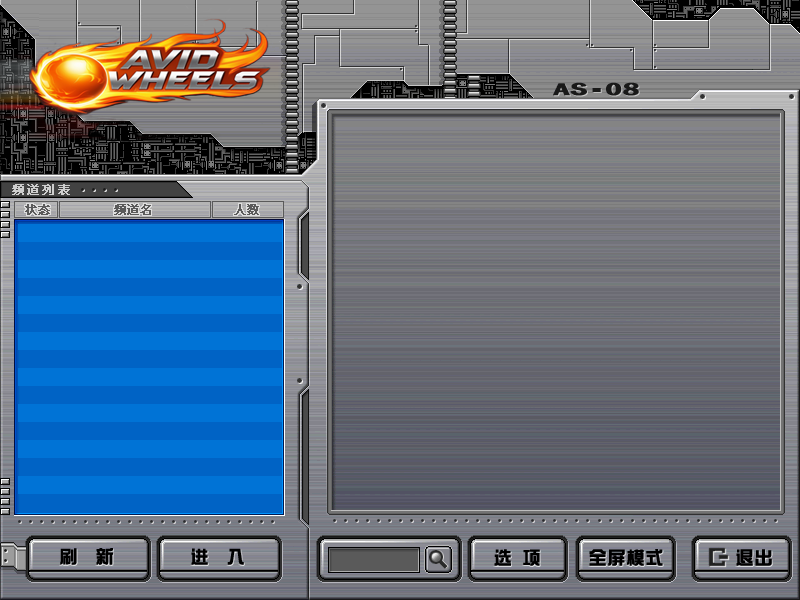 AVID
WHEELS
AS-08
频道列表 ····
状态 频道名 人数
刷 新 进 入 选 项 全屏模式 退出